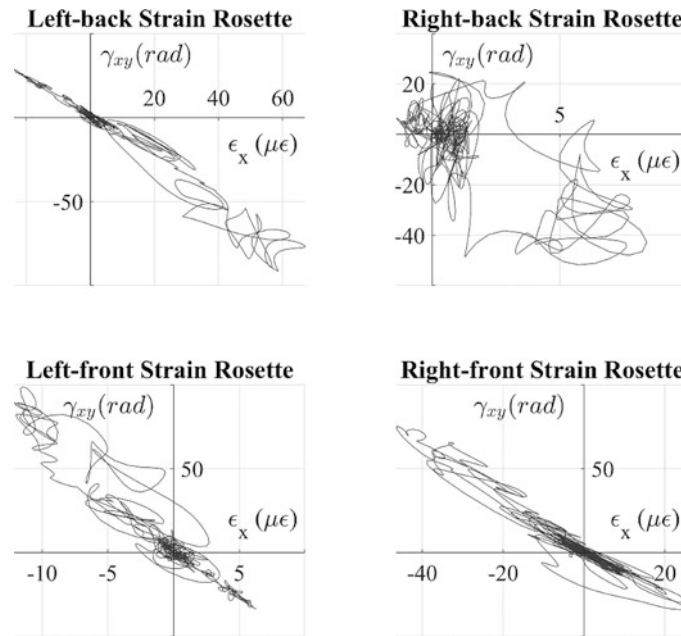 Left-back Strain Rosette
γxy(rad)
20 40 60
ϵx (µϵ)
-50
Right-back Strain Rosette
γxy(rad)
20
5
ϵx (µϵ)
-20
-40
Left-front Strain Rosette
γxy(rad)
50
ϵx (µϵ)
-10 -5 5
Right-front Strain Rosette
γxy(rad)
50
ϵx (µϵ)
-40 -20 20